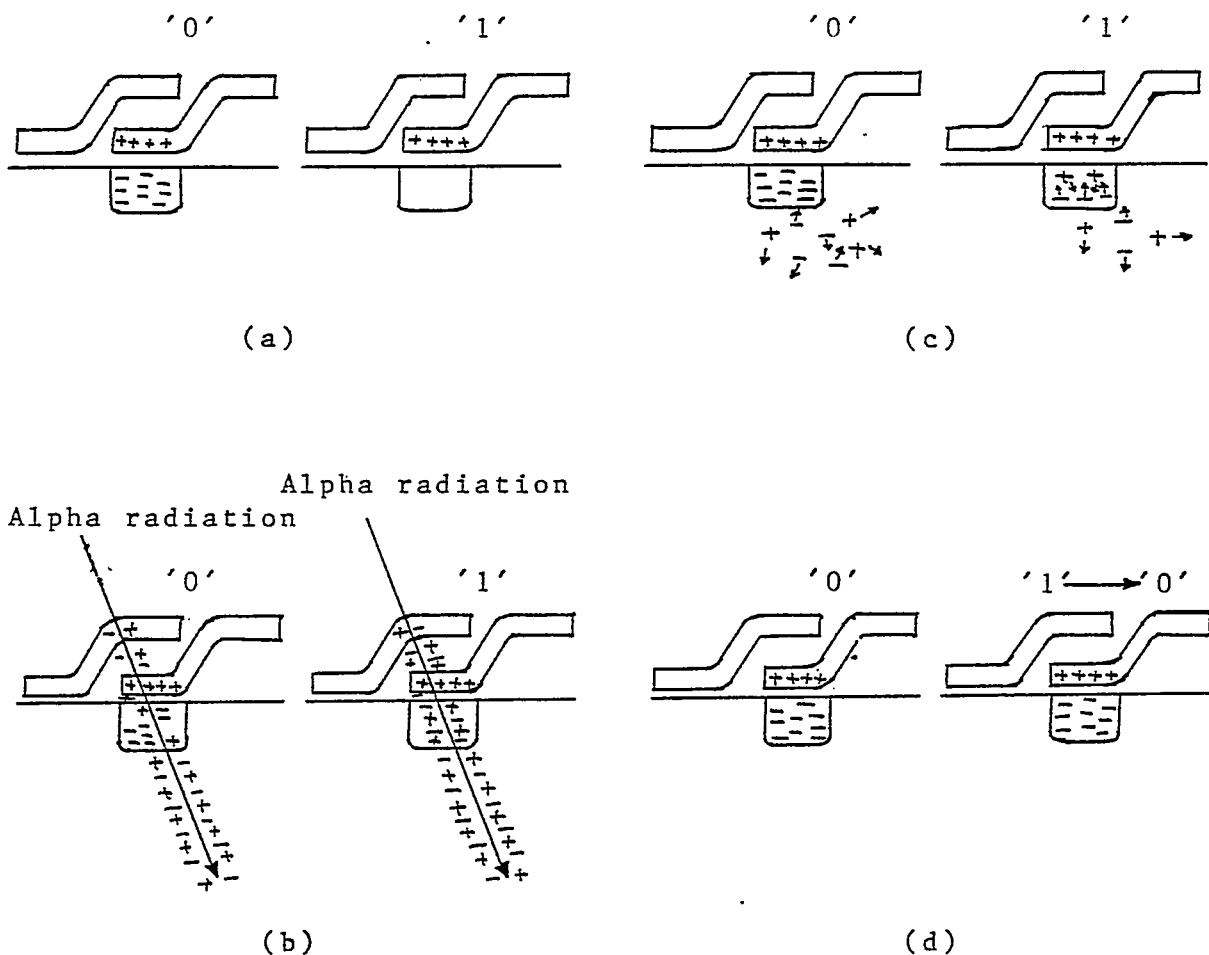 '0' '1'
(a)
'0' '1'
(c)
Alpha radiation
Alpha radiation
'0' '1'
(b)
'0' '1' '0'
(d)